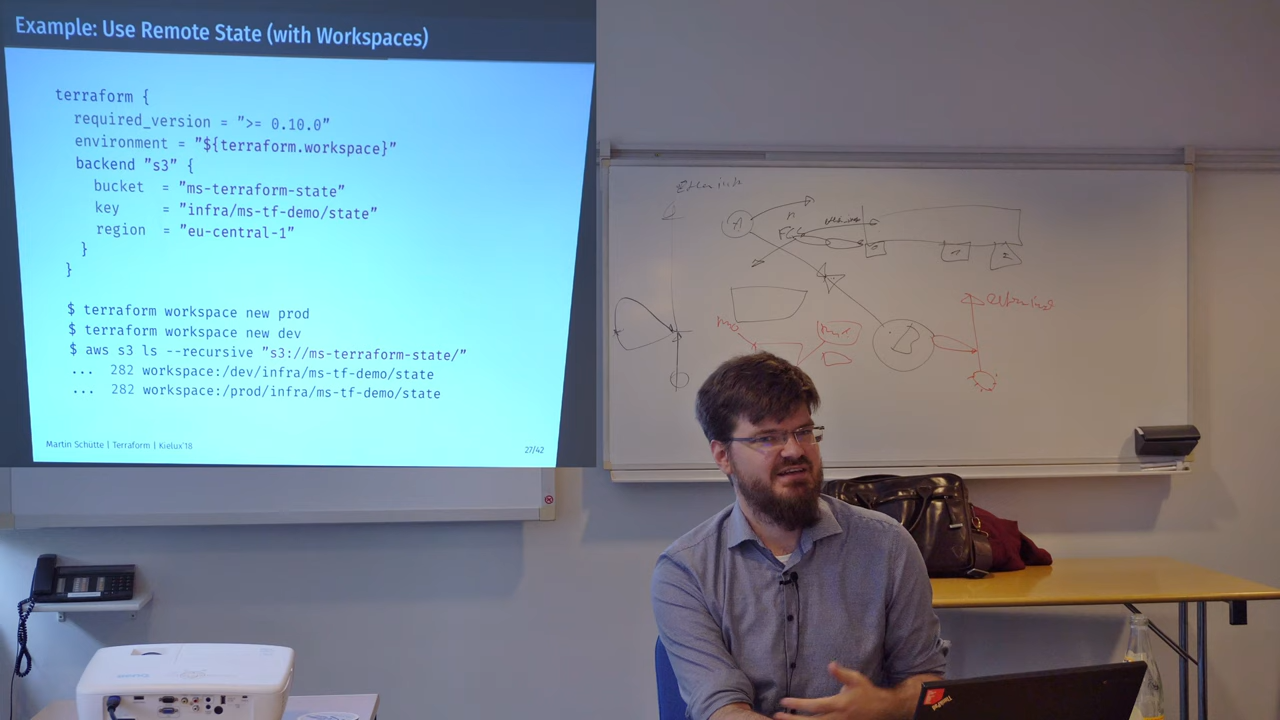 Example: Use Remote State (with Workspaces)
terraform {
required_version = ">= 0.10.0"
environment = "${terraform.workspace}"
backend "s3" {
bucket = "ms-terraform-state"
key = "infra/ms-tf-demo/state"
region = "eu-central-1"
}
}
$ terraform workspace new prod
$ terraform workspace new dev
$ aws s3 ls --recursive "s3://ms-terraform-state/"
... 282 workspace:/dev/infra/ms-tf-demo/state
... 282 workspace:/prod/infra/ms-tf-demo/state
Martin Schütte | Terraform | Kielux'18
27/42
A
B
ThinkPad